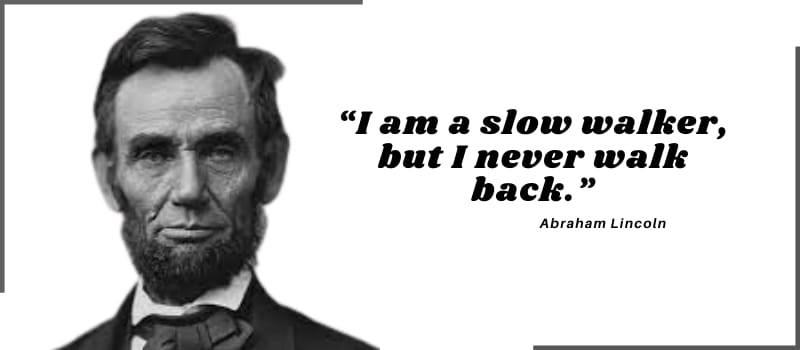 “I am a slow walker,
but I never walk
back.”
Abraham Lincoln